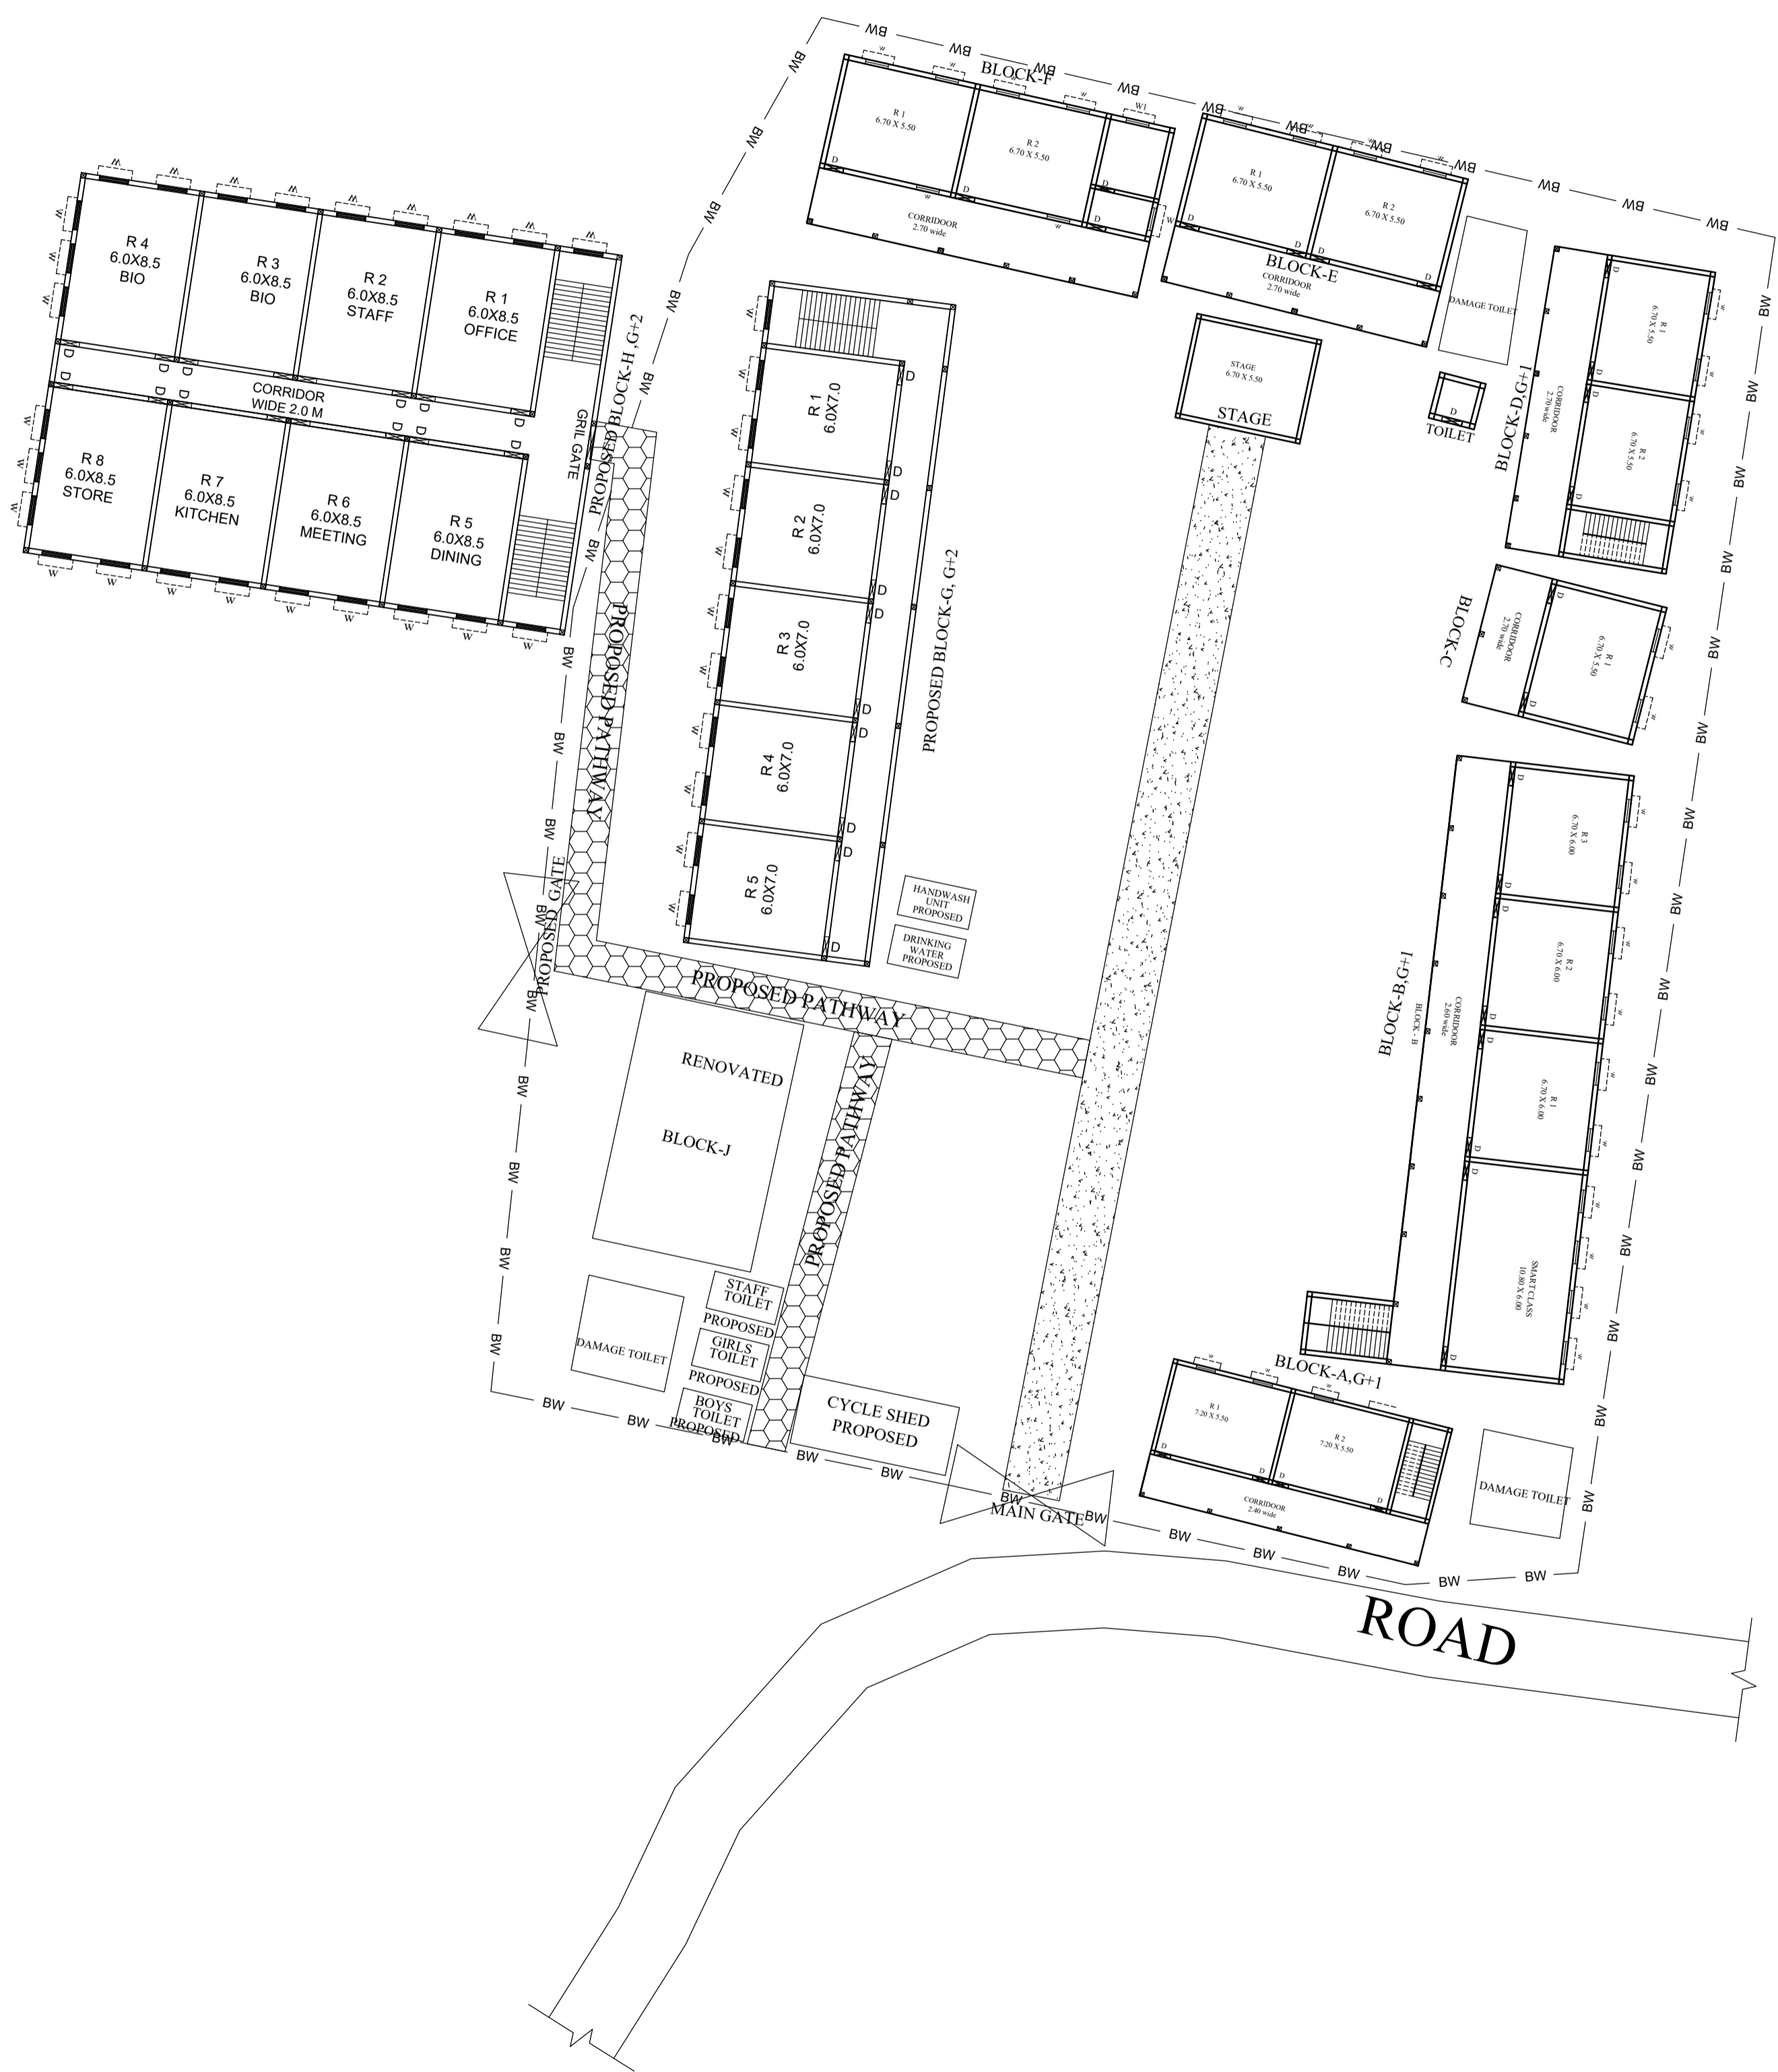 BLOCK-F
R 1
6.70 X 5.50
R 2
6.70 X 5.50
W1
CORRIDOOR
2.70 wide
R 1
6.70 X 5.50
R 2
6.70 X 5.50
BLOCK-E
CORRIDOOR
2.70 wide
DAMAGE TOILET
STAGE
6.70 X 5.50
STAGE
D
TOILET
BLOCK-D,G+1
CORRIDOOR
2.70 wide
R 1
6.70 X 5.50
R 2
6.70 X 5.50
BLOCK-C
CORRIDOOR
2.70 wide
R 1
6.70 X 5.50
R 4
6.0X8.5
BIO
R 3
6.0X8.5
BIO
R 2
6.0X8.5
STAFF
R 1
6.0X8.5
OFFICE
CORRIDOR
WIDE 2.0 M
GRIL GATE
R 8
6.0X8.5
STORE
R 7
6.0X8.5
KITCHEN
R 6
6.0X8.5
MEETING
R 5
6.0X8.5
DINING
PROPOSED BLOCK-H ,G+2
PROPOSED PATHWAY
R 1
6.0X7.0
R 2
6.0X7.0
R 3
6.0X7.0
R 4
6.0X7.0
R 5
6.0X7.0
PROPOSED BLOCK-G, G+2
HANDWASH
UNIT
PROPOSED
DRINKING
WATER
PROPOSED
PROPOSED GATE
PROPOSED PATHWAY
RENOVATED
BLOCK-J
PROPOSED PATHWAY
BLOCK-B,G+1
BLOCK - B
CORRIDOOR
2.60 wide
R 3
6.70 X 6.00
R 2
6.70 X 6.00
R 1
6.70 X 6.00
SMART CLASS
10.80 X 6.00
DAMAGE TOILET
STAFF
TOILET
PROPOSED
GIRLS
TOILET
PROPOSED
BOYS
TOILET
PROPOSED
CYCLE SHED
PROPOSED
BLOCK-A,G+1
R 1
7.20 X 5.50
R 2
7.20 X 5.50
CORRIDOOR
2.40 wide
DAMAGE TOILET
MAIN GATE
BW
ROAD